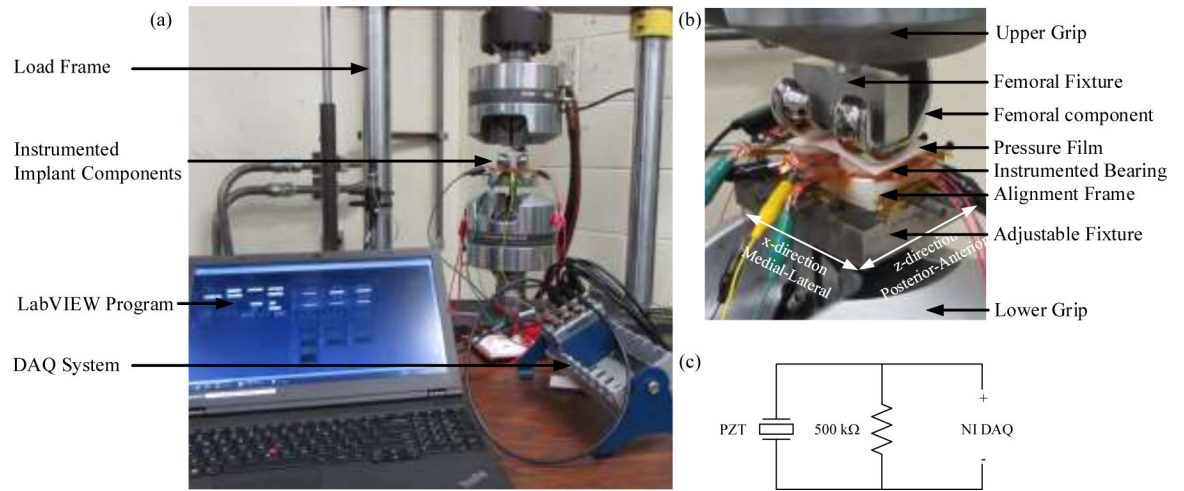 (a)
Load Frame
Instrumented
Implant Components
LabVIEW Program
DAQ System
(b)
Upper Grip
Femoral Fixture
Femoral component
Pressure Film
Instrumented Bearing
Alignment Frame
Adjustable Fixture
x-direction
Medial-Lateral
z-direction
Posterior-Anterior
Lower Grip
(c)
PZT
500 kΩ
+
NI DAQ
-